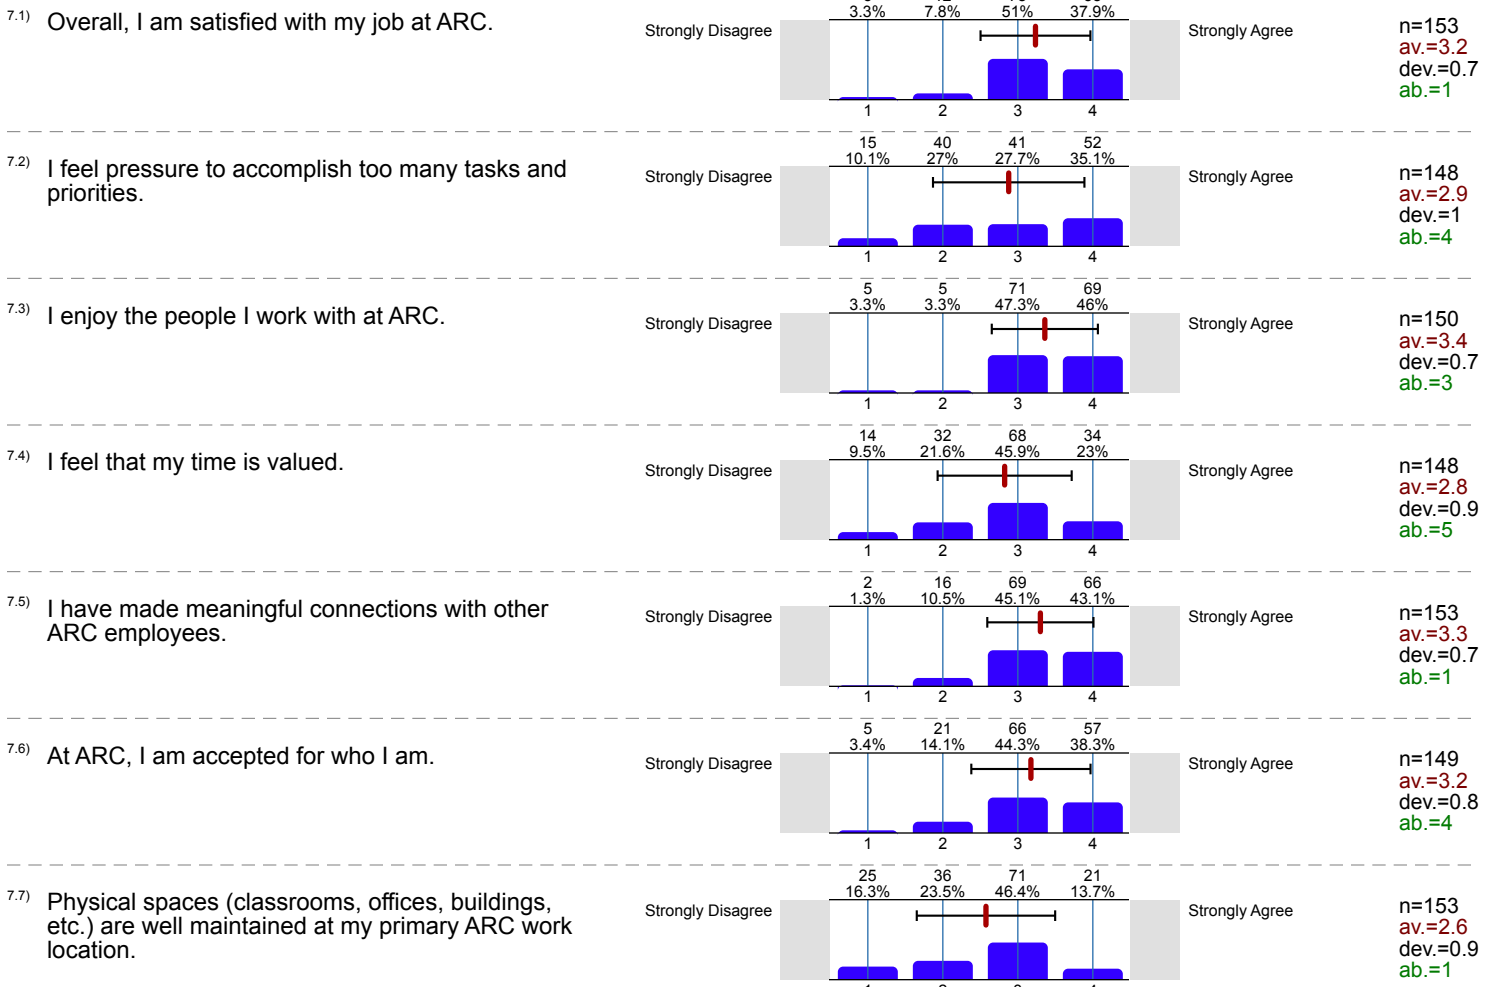 3.3% 7.8% 51% 37.9%
7.1) Overall, I am satisfied with my job at ARC.
Strongly Disagree Strongly Agree
n=153
av.=3.2
dev.=0.7
ab.=1
1 2 3 4
15 40 41 52
10.1% 27% 27.7% 35.1%
7.2) I feel pressure to accomplish too many tasks and
priorities.
Strongly Disagree Strongly Agree
n=148
av.=2.9
dev.=1
ab.=4
1 2 3 4
5 5 71 69
3.3% 3.3% 47.3% 46%
7.3) I enjoy the people I work with at ARC.
Strongly Disagree Strongly Agree
n=150
av.=3.4
dev.=0.7
ab.=3
1 2 3 4
14 32 68 34
9.5% 21.6% 45.9% 23%
7.4) I feel that my time is valued.
Strongly Disagree Strongly Agree
n=148
av.=2.8
dev.=0.9
ab.=5
1 2 3 4
2 16 69 66
1.3% 10.5% 45.1% 43.1%
7.5) I have made meaningful connections with other
ARC employees.
Strongly Disagree Strongly Agree
n=153
av.=3.3
dev.=0.7
ab.=1
1 2 3 4
5 21 66 57
3.4% 14.1% 44.3% 38.3%
7.6) At ARC, I am accepted for who I am.
Strongly Disagree Strongly Agree
n=149
av.=3.2
dev.=0.8
ab.=4
1 2 3 4
25 36 71 21
16.3% 23.5% 46.4% 13.7%
7.7) Physical spaces (classrooms, offices, buildings,
etc.) are well maintained at my primary ARC work
location.
Strongly Disagree Strongly Agree
n=153
av.=2.6
dev.=0.9
ab.=1